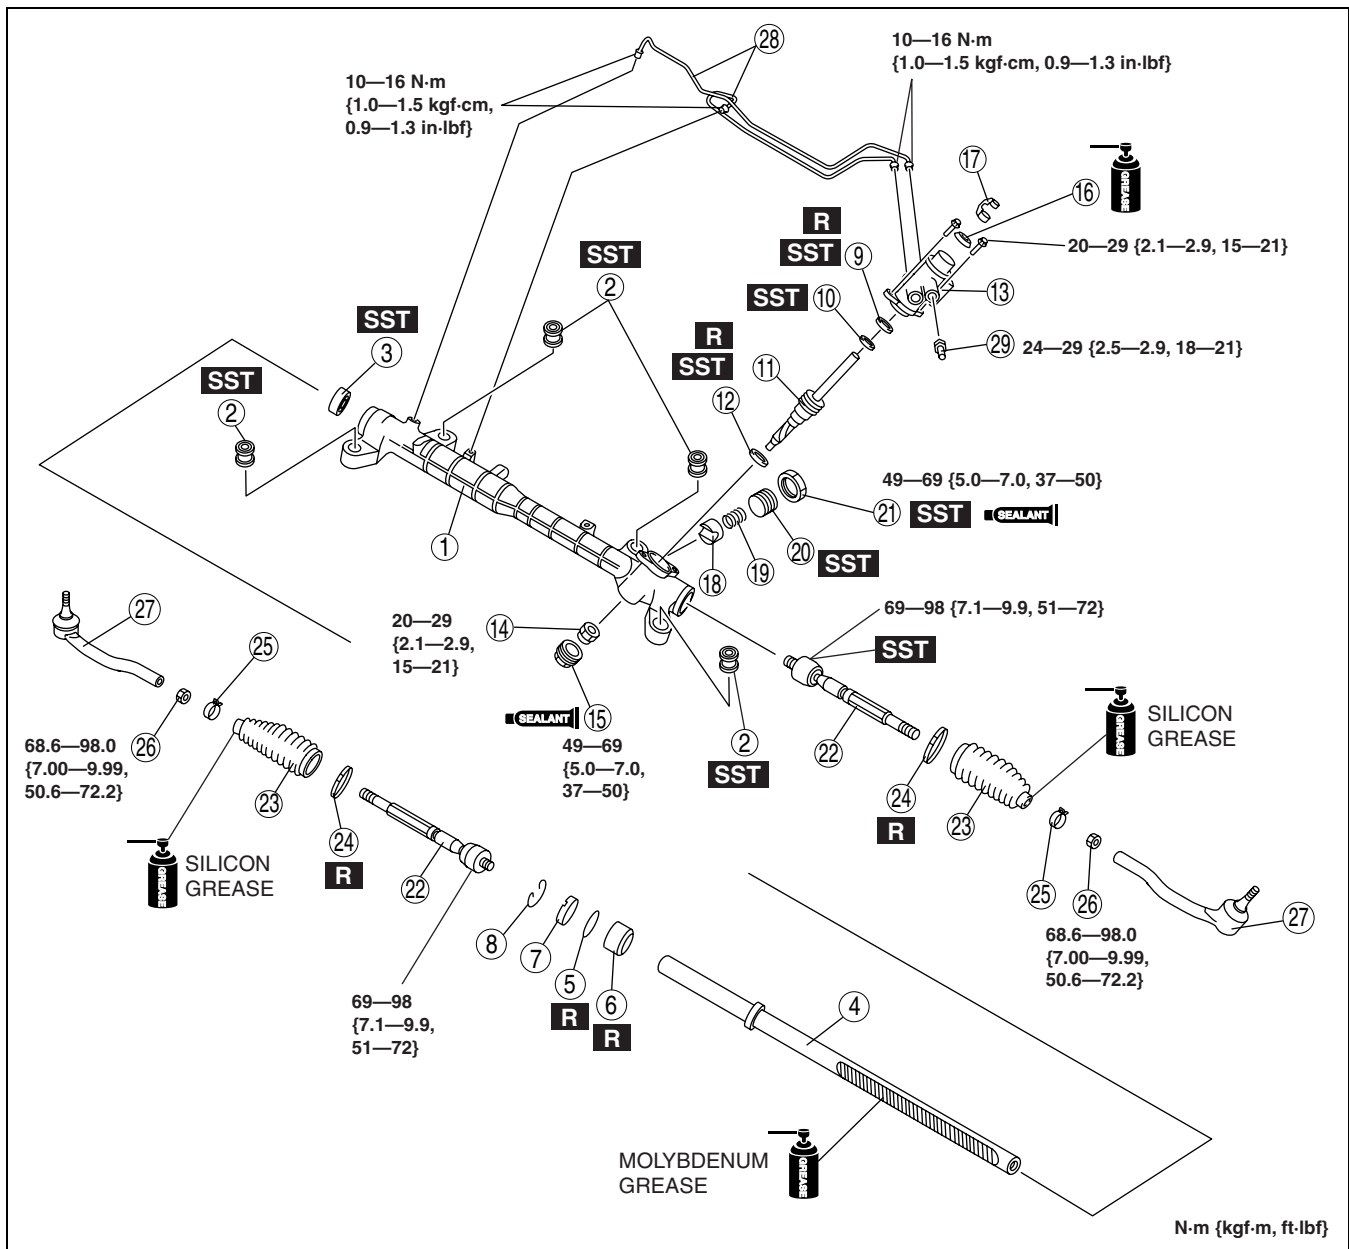 28
10—16 N·m
{1.0—1.5 kgf·cm, 0.9—1.3 in·lbf}
10—16 N·m
{1.0—1.5 kgf·cm,
0.9—1.3 in·lbf}
17
16
GREASE
R
SST
9
20—29 {2.1—2.9, 15—21}
SST
2
SST
10
13
SST
3
R
SST
11
29
24—29 {2.5—2.9, 18—21}
SST
2
12
49—69 {5.0—7.0, 37—50}
21
SST
SEALANT
1
18
19
20
SST
27
20—29
{2.1—2.9,
15—21}
14
69—98 {7.1—9.9, 51—72}
SST
25
SEALANT
15
2
SST
22
GREASE
SILICON
GREASE
68.6—98.0
{7.00—9.99,
50.6—72.2}
26
49—69
{5.0—7.0,
37—50}
23
24
R
23
24
R
GREASE
SILICON
GREASE
22
25
26
27
68.6—98.0
{7.00—9.99,
50.6—72.2}
8
7
5
R
6
R
69—98
{7.1—9.9,
51—72}
4
MOLYBDENUM
GREASE
GREASE
N·m {kgf·m, ft·lbf}